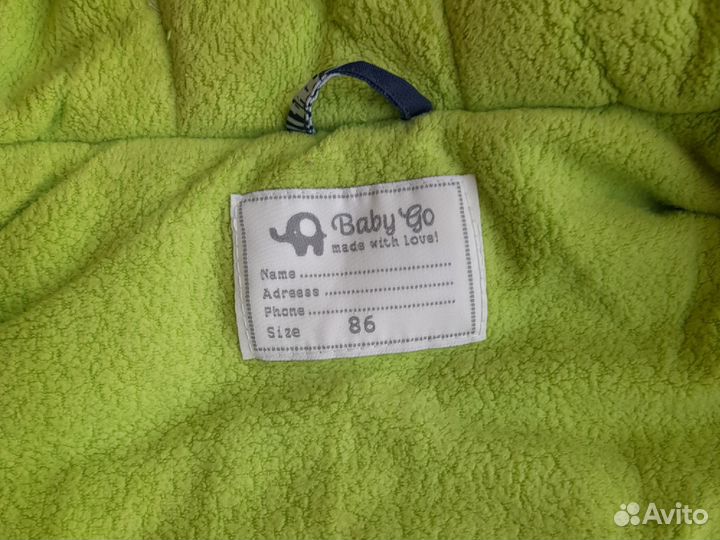 Baby Go
made with love!
Name
Adreess
Phone
Size 86
Avito